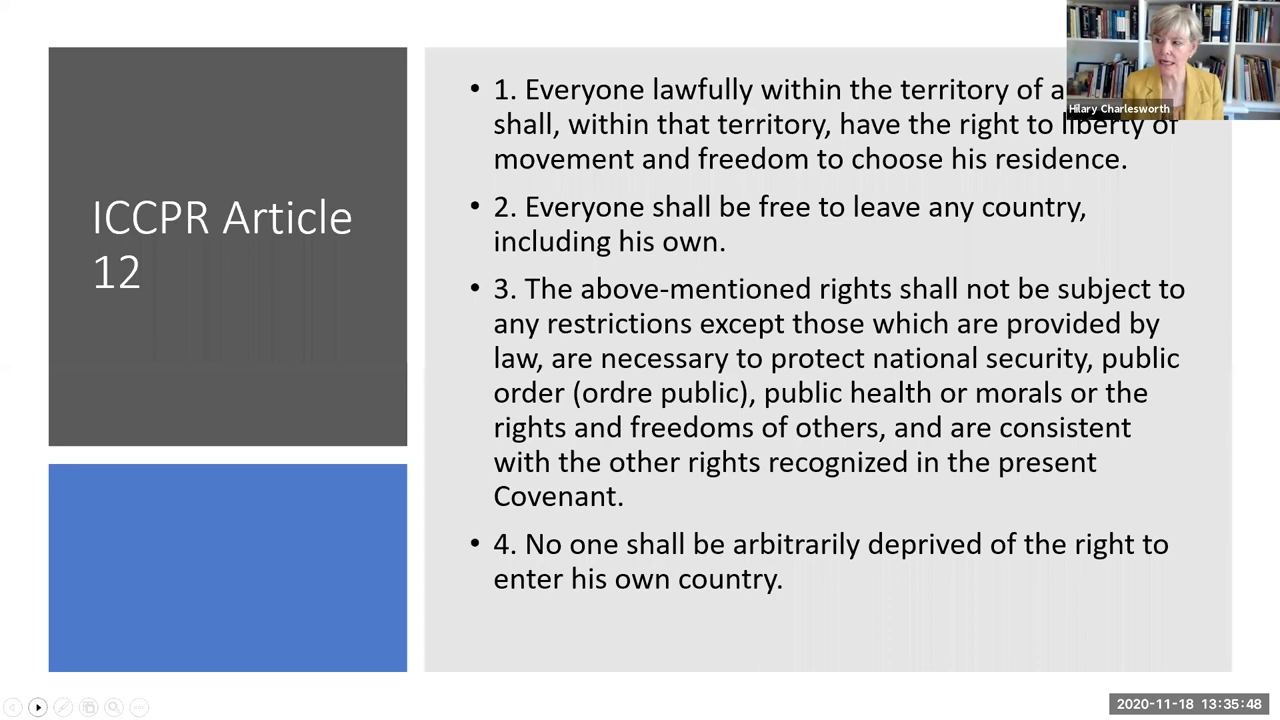 ICCPR Article
12
• 1. Everyone lawfully within the territory of a
shall, within that territory, have the right to liberty of
movement and freedom to choose his residence.
• 2. Everyone shall be free to leave any country,
including his own.
• 3. The above-mentioned rights shall not be subject to
any restrictions except those which are provided by
law, are necessary to protect national security, public
order (ordre public), public health or morals or the
rights and freedoms of others, and are consistent
with the other rights recognized in the present
Covenant.
• 4. No one shall be arbitrarily deprived of the right to
enter his own country.
Hilary Charlesworth
2020-11-18 13:35:48